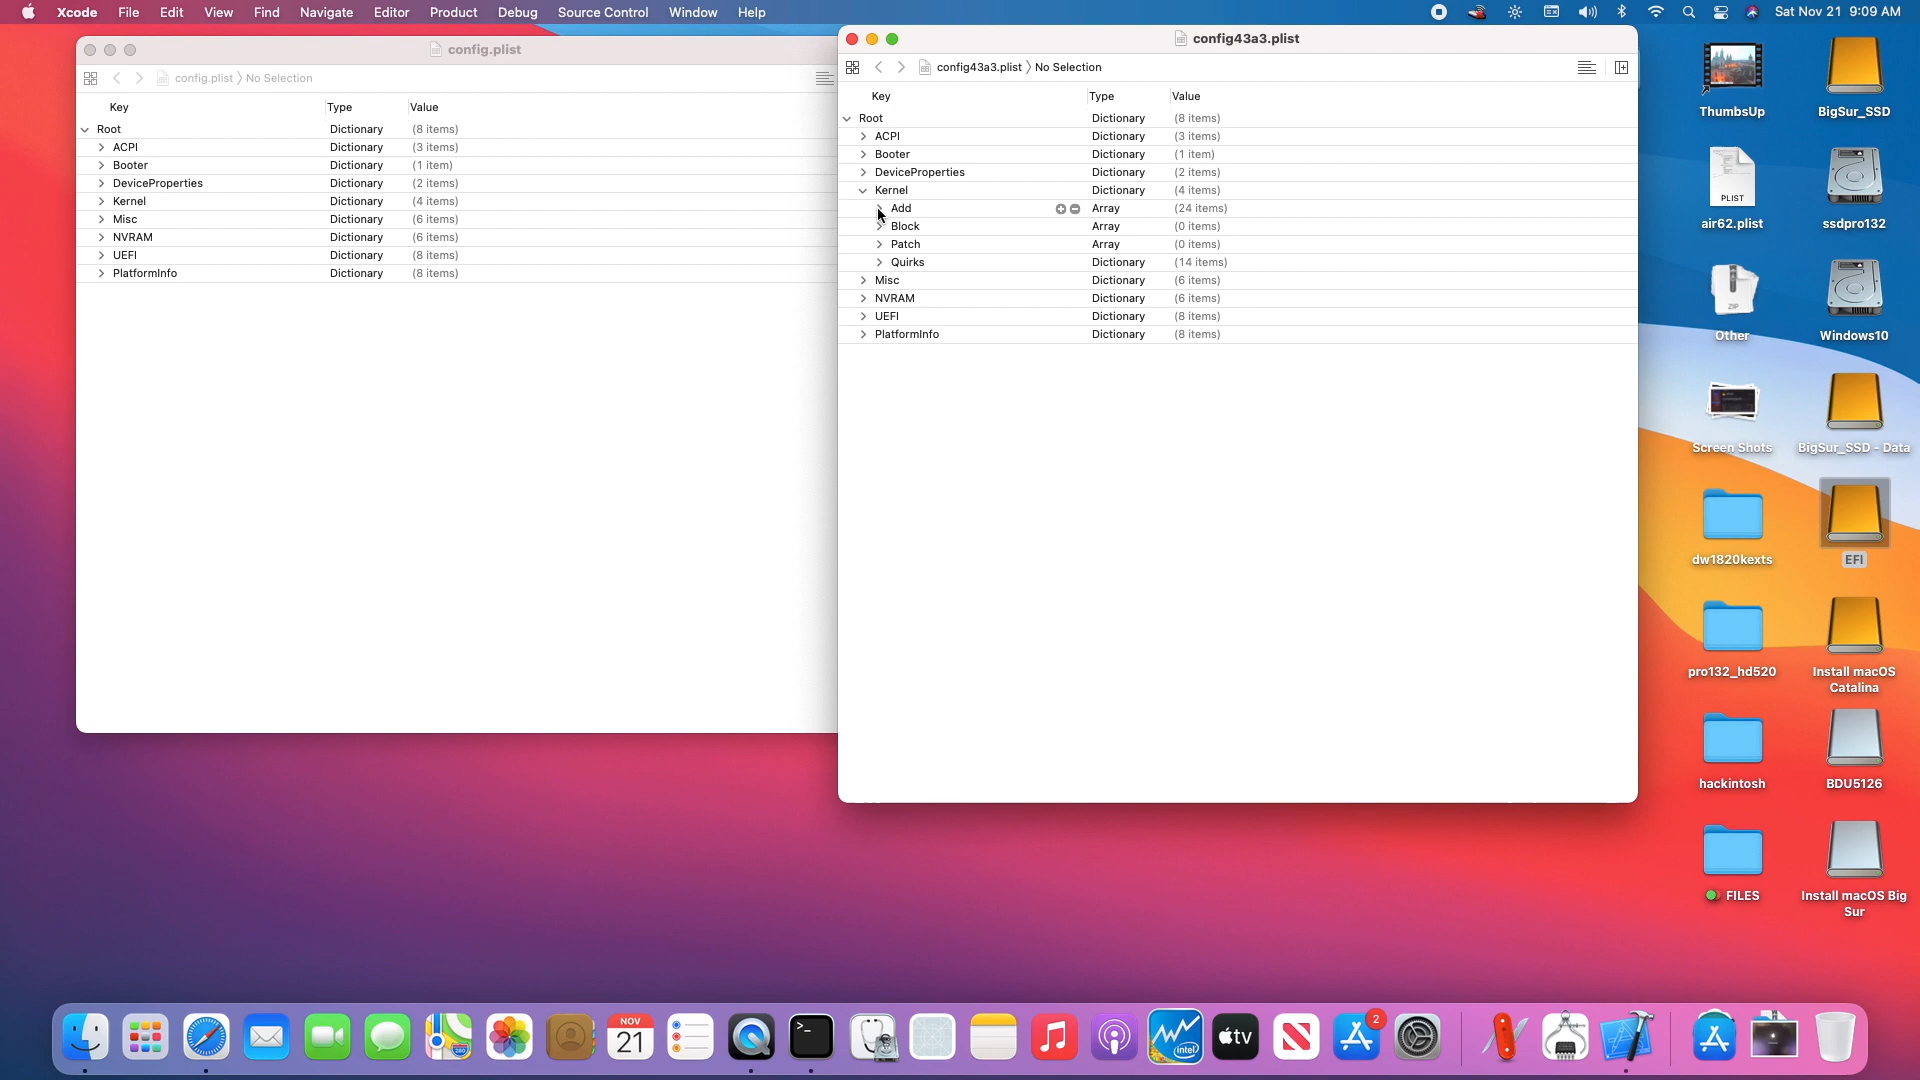 Xcode File Edit View Find Navigate Editor Product Debug Source Control Window Help
Sat Nov 21 9:09 AM
config.plist
config.plist 〉 No Selection
Key Type Value
Root Dictionary (8 items)
ACPI Dictionary (3 items)
Booter Dictionary (1 item)
DeviceProperties Dictionary (2 items)
Kernel Dictionary (4 items)
Misc Dictionary (6 items)
NVRAM Dictionary (6 items)
UEFI Dictionary (8 items)
PlatformInfo Dictionary (8 items)
config43a3.plist
config43a3.plist 〉 No Selection
Key Type Value
Root Dictionary (8 items)
ACPI Dictionary (3 items)
Booter Dictionary (1 item)
DeviceProperties Dictionary (2 items)
Kernel Dictionary (4 items)
Add Array (24 items)
Block Array (0 items)
Patch Array (0 items)
Quirks Dictionary (14 items)
Misc Dictionary (6 items)
NVRAM Dictionary (6 items)
UEFI Dictionary (8 items)
PlatformInfo Dictionary (8 items)
ThumbsUp
BigSur_SSD
PLIST
air62.plist
ssdpro132
ZIP
Other
Windows10
Screen Shots
BigSur_SSD - Data
dw1820kexts
EFI
pro132_hd520
Install macOS
Catalina
hackintosh
BDU5126
FILES
Install macOS Big
Sur
280
NOV
21
>_
intel
tv
2